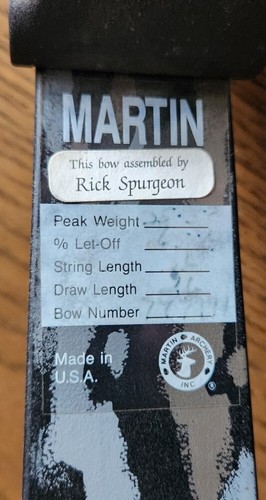 MARTIN
This bow assembled by
Rick Spurgeon
Peak Weight
% Let-Off
String Length
Draw Length
Bow Number
Made in
U.S.A.
MARTIN ARCHERY
INC
®